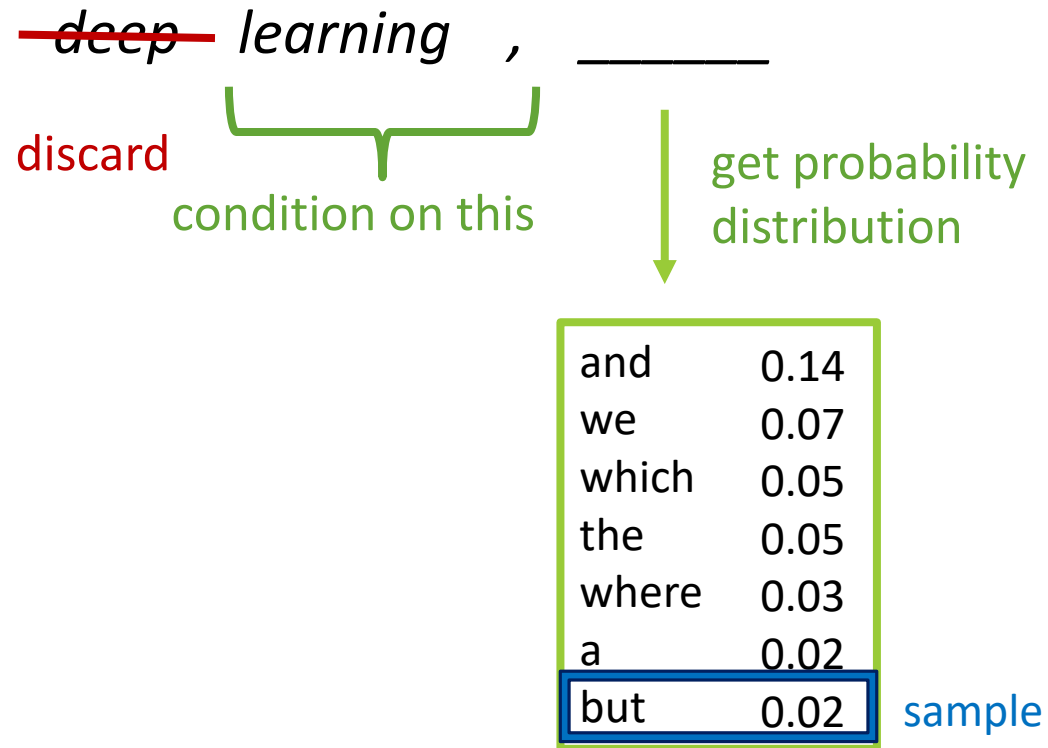 deep learning , ______
discard
condition on this
get probability
distribution
and 0.14
we 0.07
which 0.05
the 0.05
where 0.03
a 0.02
but 0.02
sample